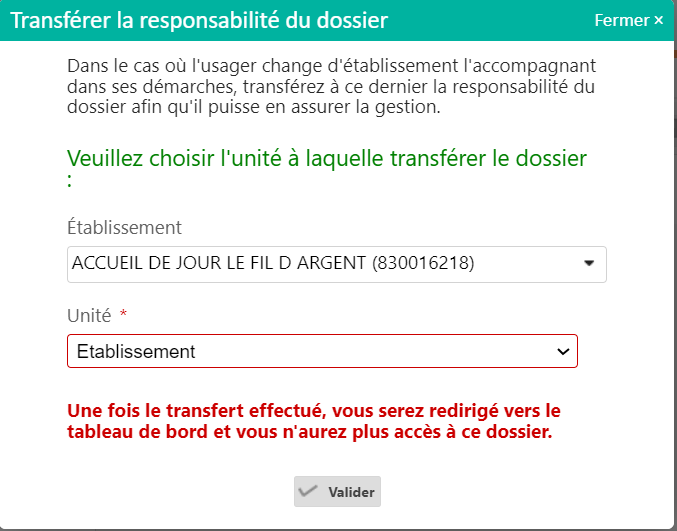 Transférer la responsabilité du dossier
Fermer ×
Dans le cas où l'usager change d'établissement l'accompagnant
dans ses démarches, transférez à ce dernier la responsabilité du
dossier afin qu'il puisse en assurer la gestion.
Veuillez choisir l'unité à laquelle transférer le dossier
:
Établissement
ACCUEIL DE JOUR LE FIL D ARGENT (830016218)
Unité *
Etablissement
Une fois le transfert effectué, vous serez redirigé vers le
tableau de bord et vous n'aurez plus accès à ce dossier.
Valider